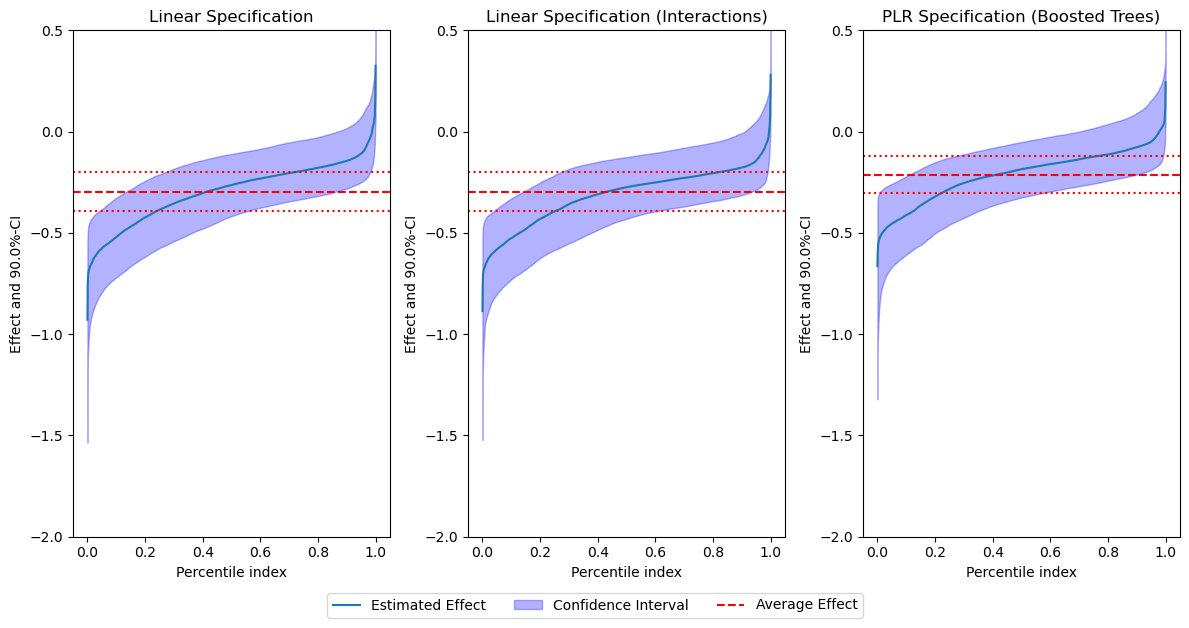 Linear Specification
Linear Specification (Interactions)
PLR Specification (Boosted Trees)
Effect and 90.0%-CI
0.5
0.0
−0.5
−1.0
−1.5
−2.0
0.0 0.2 0.4 0.6 0.8 1.0
Percentile index
Effect and 90.0%-CI
0.5
0.0
−0.5
−1.0
−1.5
−2.0
0.0 0.2 0.4 0.6 0.8 1.0
Percentile index
Effect and 90.0%-CI
0.5
0.0
−0.5
−1.0
−1.5
−2.0
0.0 0.2 0.4 0.6 0.8 1.0
Percentile index
Estimated Effect Confidence Interval Average Effect